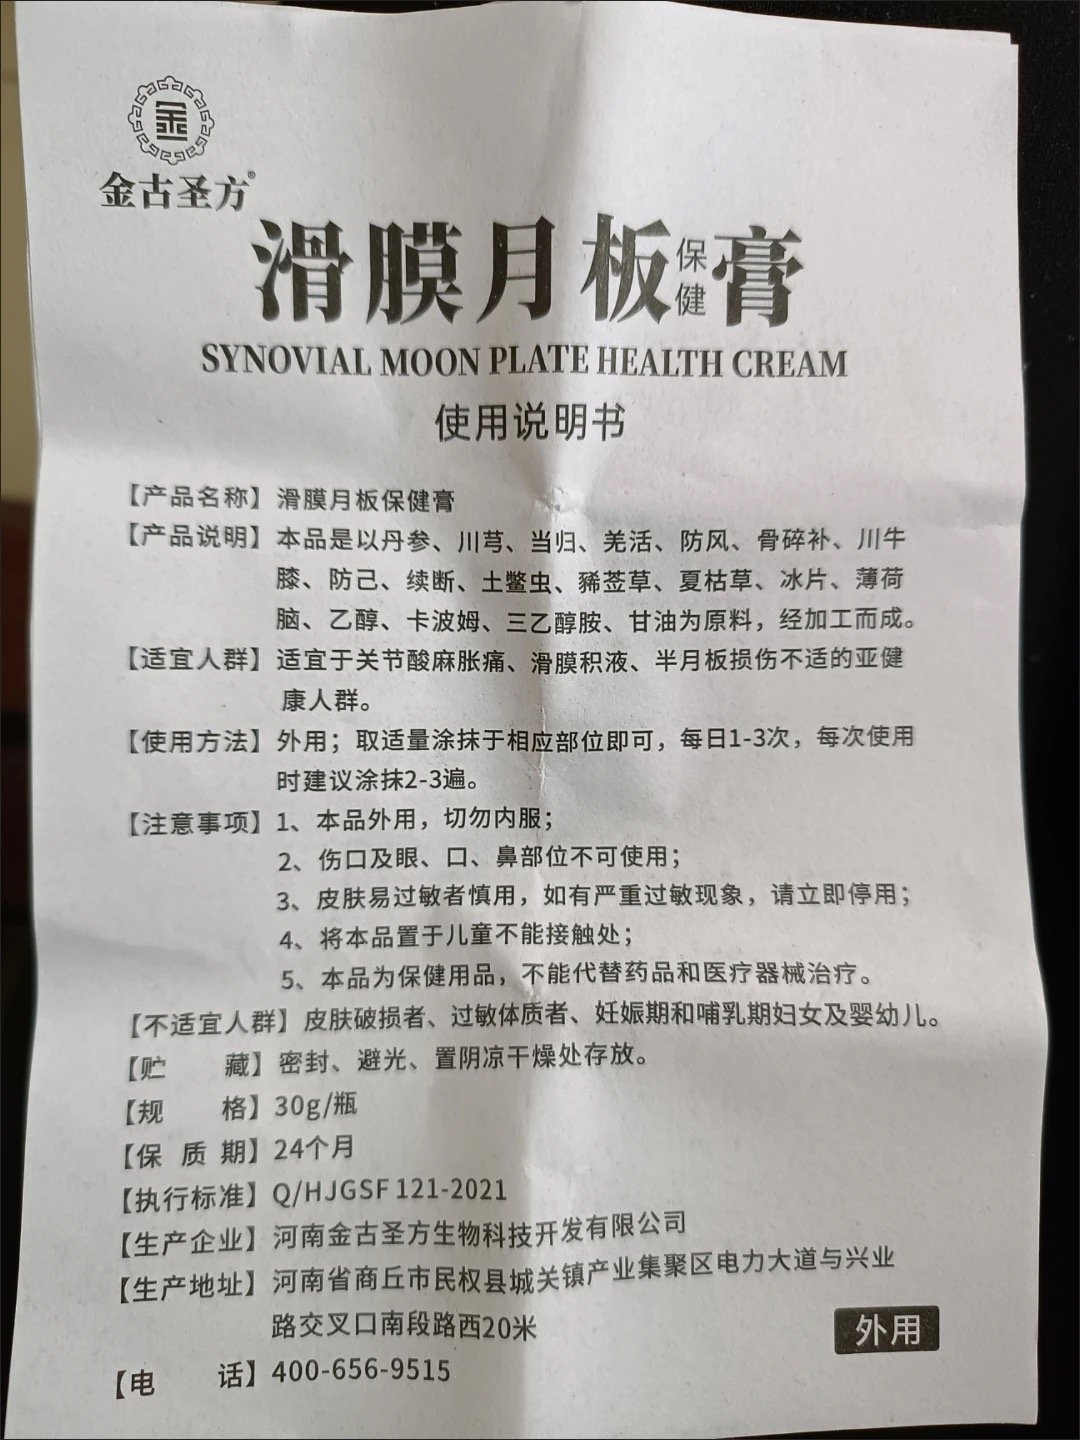 金古圣方®
滑膜月板保健膏
SYNOVIAL MOON PLATE HEALTH CREAM
使用说明书
【产品名称】滑膜月板保健膏
【产品说明】本品是以丹参、川芎、当归、羌活、防风、骨碎补、川牛
膝、防己、续断、土鳖虫、豨莶草、夏枯草、冰片、薄荷
脑、乙醇、卡波姆、三乙醇胺、甘油为原料，经加工而成。
【适宜人群】适宜于关节酸麻胀痛、滑膜积液、半月板损伤不适的亚健
康人群。
【使用方法】外用；取适量涂抹于相应部位即可，每日1-3次，每次使用
时建议涂抹2-3遍。
【注意事项】1、本品外用，切勿内服；
2、伤口及眼、口、鼻部位不可使用；
3、皮肤易过敏者慎用，如有严重过敏现象，请立即停用；
4、将本品置于儿童不能接触处；
5、本品为保健用品，不能代替药品和医疗器械治疗。
【不适宜人群】皮肤破损者、过敏体质者、妊娠期和哺乳期妇女及婴幼儿。
【贮 藏】密封、避光、置阴凉干燥处存放。
【规 格】30g/瓶
【保 质 期】24个月
【执行标准】Q/HJGSF 121-2021
【生产企业】河南金古圣方生物科技开发有限公司
【生产地址】河南省商丘市民权县城关镇产业集聚区电力大道与兴业
路交叉口南段路西20米
外用
【电 话】400-656-9515